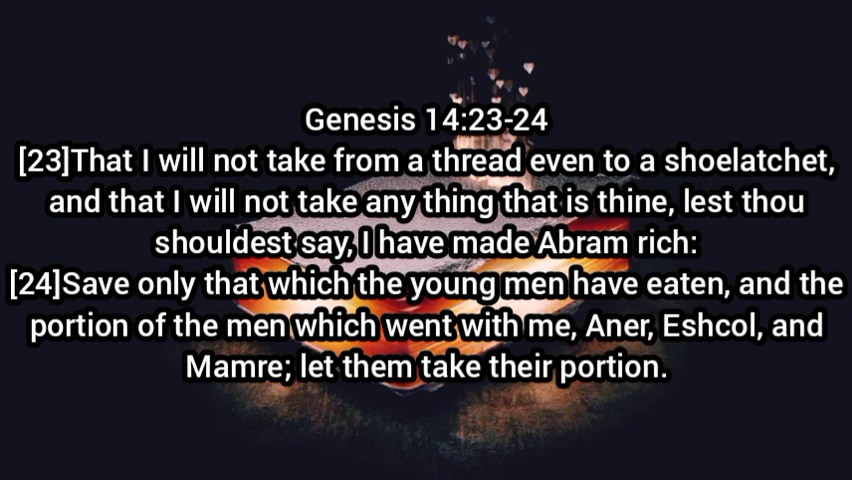 Genesis 14:23-24
[23]That I will not take from a thread even to a shoelatchet,
and that I will not take any thing that is thine, lest thou
shouldest say, I have made Abram rich:
[24]Save only that which the young men have eaten, and the
portion of the men which went with me, Aner, Eshcol, and
Mamre; let them take their portion.